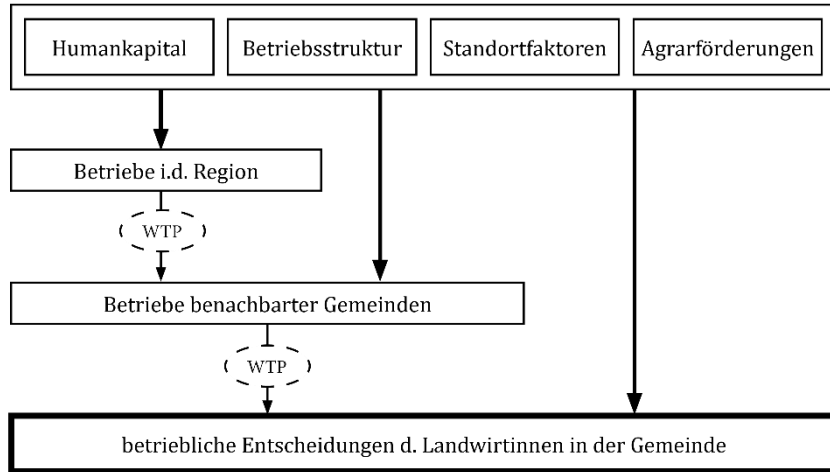 Humankapital
Betriebsstruktur
Standortfaktoren
Agrarförderungen
Betriebe i.d. Region
WTP
Betriebe benachbarter Gemeinden
WTP
betriebliche Entscheidungen d. Landwirtinnen in der Gemeinde